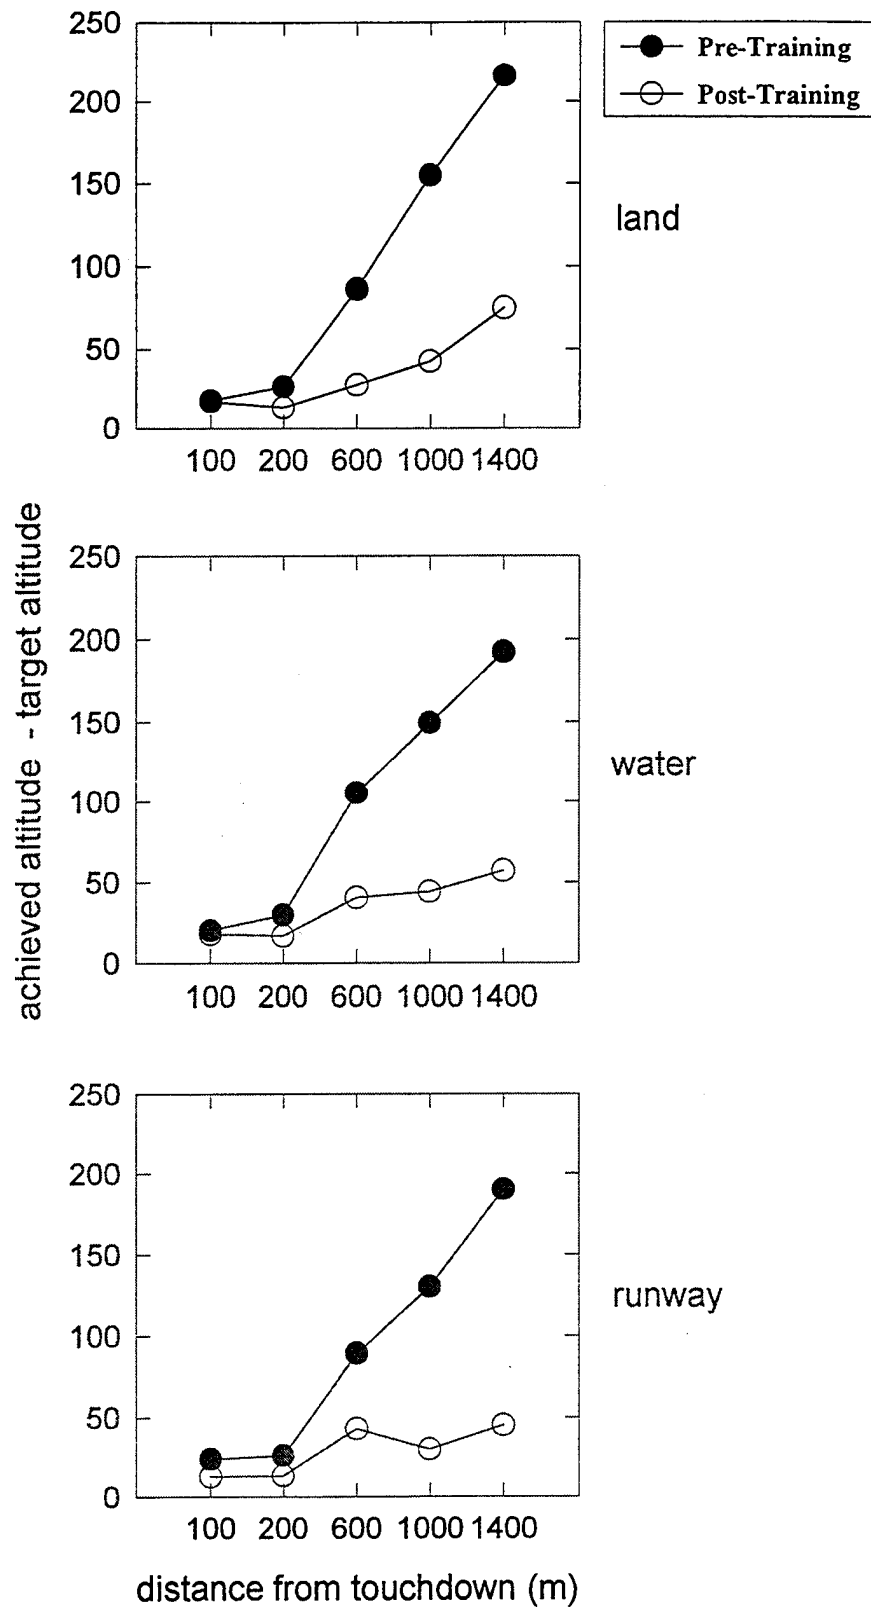 250
200
150
100
50
0
100 200 600 1000 1400
Pre-Training
Post-Training
land
achieved altitude - target altitude
250
200
150
100
50
0
100 200 600 1000 1400
water
250
200
150
100
50
0
100 200 600 1000 1400
runway
distance from touchdown (m)